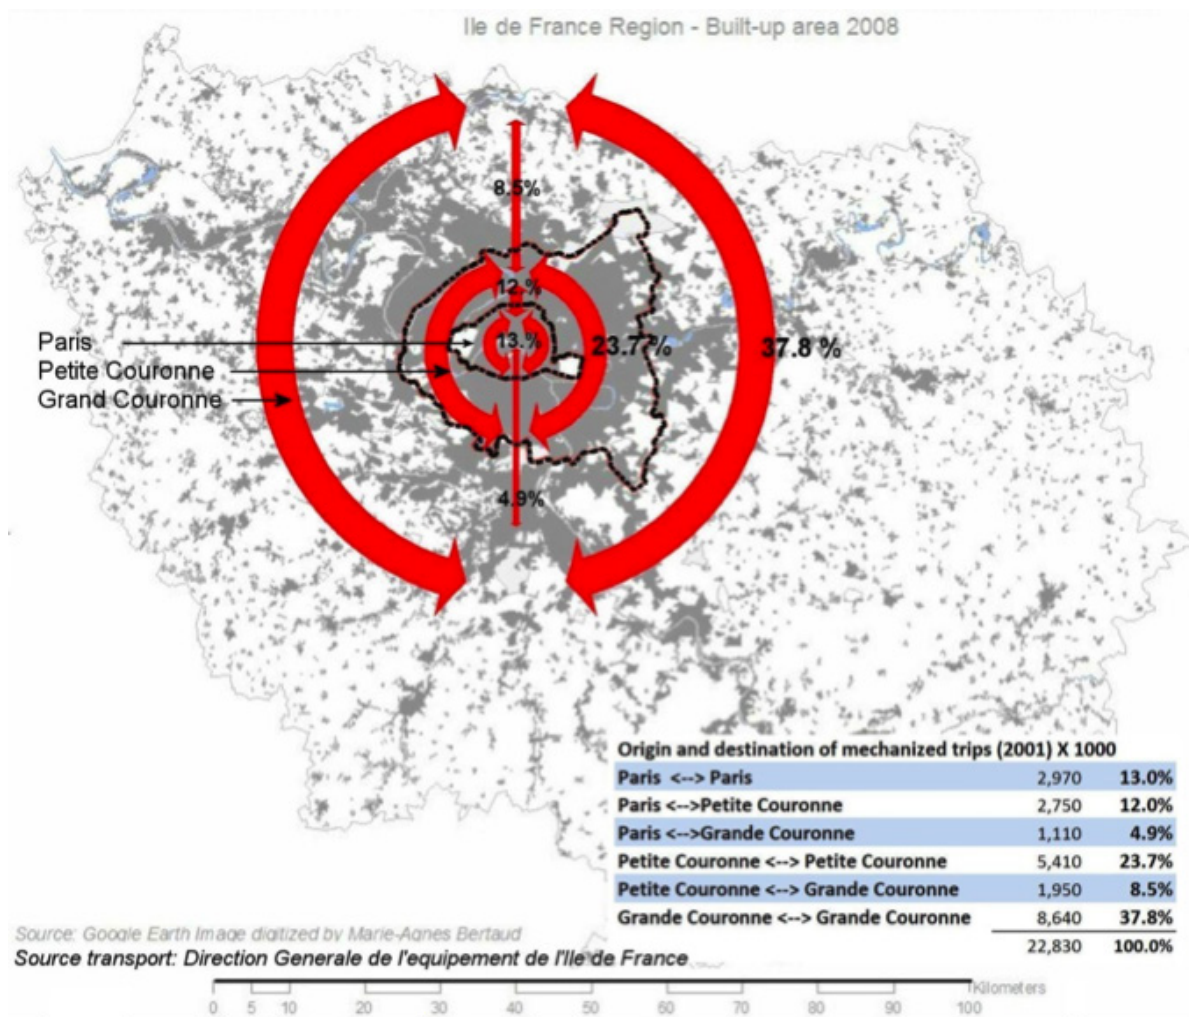 Ile de France Region - Built-up area 2008
8.5%
12 %
13.%
23.7 %
37.8 %
Paris
Petite Couronne
Grand Couronne
4.9%
Origin and destination of mechanized trips (2001) X 1000
Paris <--> Paris 2,970 13.0%
Paris <-->Petite Couronne 2,750 12.0%
Paris <-->Grande Couronne 1,110 4.9%
Petite Couronne <--> Petite Couronne 5,410 23.7%
Petite Couronne <--> Grande Couronne 1,950 8.5%
Grande Couronne <--> Grande Couronne 8,640 37.8%
22,830 100.0%
Source: Google Earth Image digitized by Marie-Agnes Bertaud
Source transport: Direction Generale de l'equipement de l'Ile de France
Kilometers
0 5 10 20 30 40 50 60 70 80 90 100